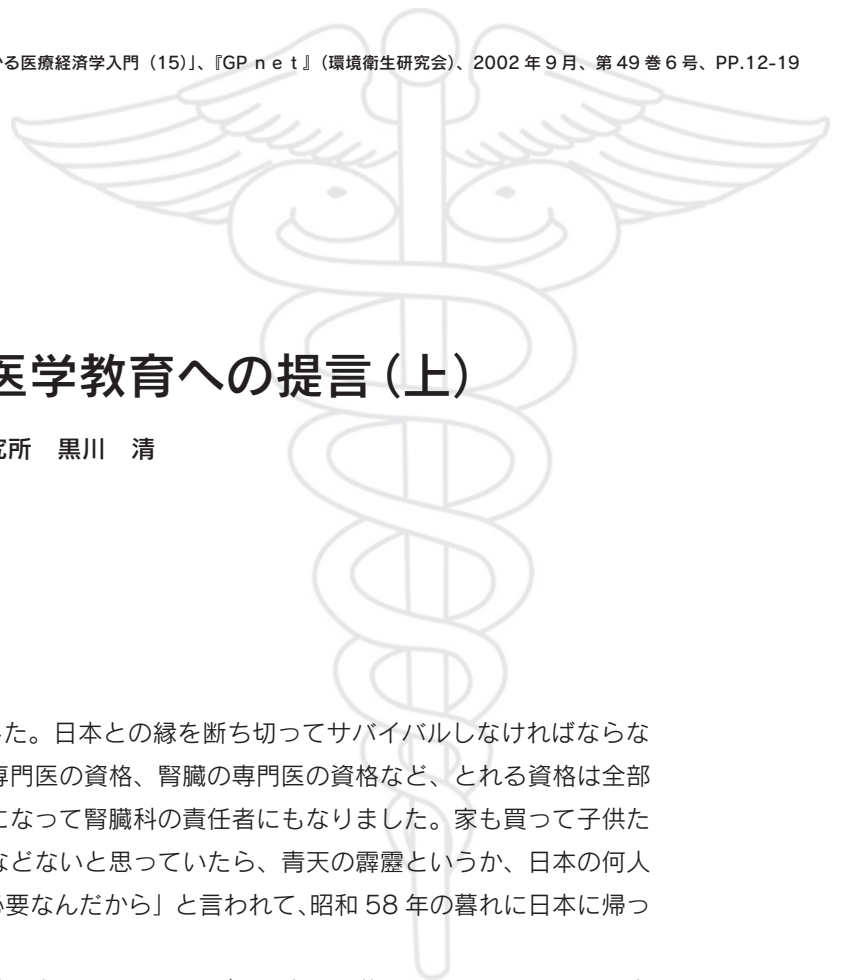 る医療経済学入門（15）」、『GP ｎｅｔ』（環境衛生研究会）、2002 年 9 月、第 49 巻 6 号、PP.12-19
医学教育への提言（上）
究所　黒川　清
した。日本との縁を断ち切ってサバイバルしなければならな
専門医の資格、腎臓の専門医の資格など、とれる資格は全部
になって腎臓科の責任者にもなりました。家も買って子供た
などないと思っていたら、青天の霹靂というか、日本の何人
必要なんだから」と言われて、昭和 58 年の暮れに日本に帰っ